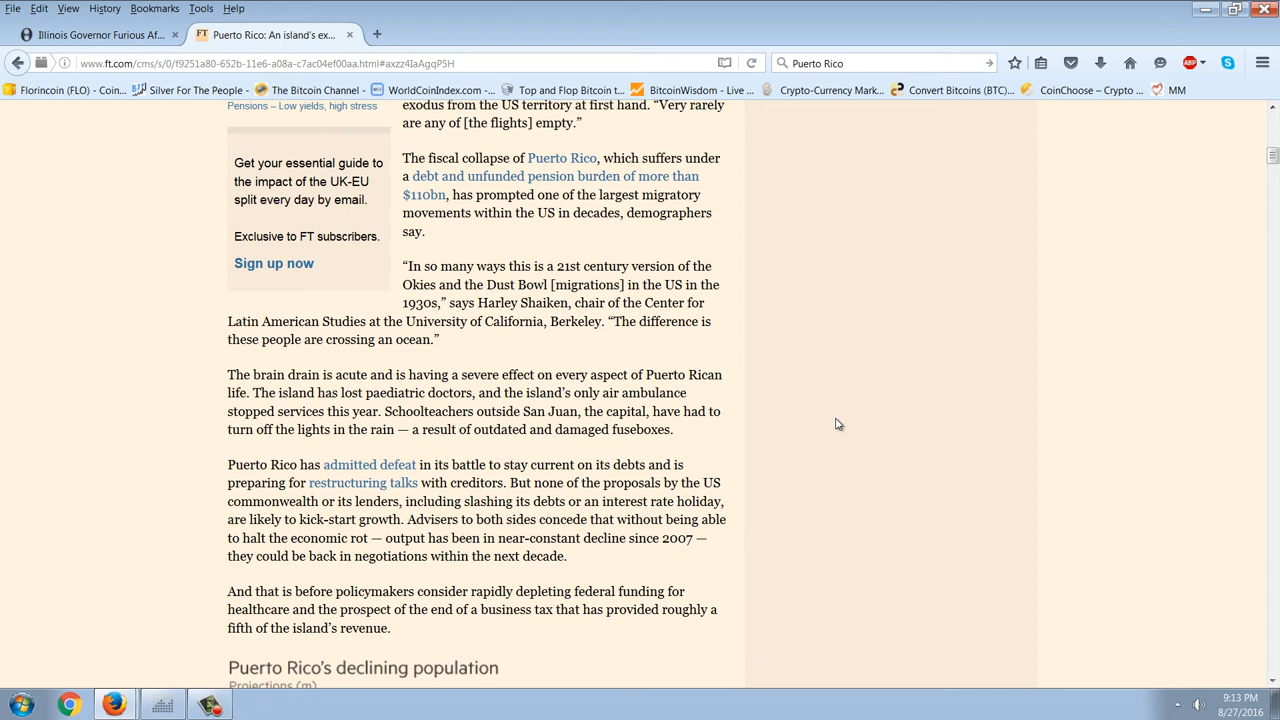 File Edit View History Bookmarks Tools Help
Illinois Governor Furious Af... ×
FT Puerto Rico: An island's ex... × +
www.ft.com/cms/s/0/f9251a80-652b-11e6-a08a-c7ac04ef00aa.html#axzz4IaAgqP5H
Puerto Rico
ABP
Florincoin (FLO) - Coin...
Silver For The People -
The Bitcoin Channel -
WorldCoinIndex.com -...
Top and Flop Bitcoin t...
BitcoinWisdom - Live ...
Crypto-Currency Mark...
Convert Bitcoins (BTC)...
CoinChoose – Crypto ...
MM
Pensions – Low yields, high stress
Get your essential guide to
the impact of the UK-EU
split every day by email.
Exclusive to FT subscribers.
Sign up now
exodus from the US territory at first hand. “Very rarely
are any of [the flights] empty.”
The fiscal collapse of Puerto Rico, which suffers under
a debt and unfunded pension burden of more than
$110bn, has prompted one of the largest migratory
movements within the US in decades, demographers
say.
“In so many ways this is a 21st century version of the
Okies and the Dust Bowl [migrations] in the US in the
1930s,” says Harley Shaiken, chair of the Center for
Latin American Studies at the University of California, Berkeley. “The difference is
these people are crossing an ocean.”
The brain drain is acute and is having a severe effect on every aspect of Puerto Rican
life. The island has lost paediatric doctors, and the island’s only air ambulance
stopped services this year. Schoolteachers outside San Juan, the capital, have had to
turn off the lights in the rain — a result of outdated and damaged fuseboxes.
Puerto Rico has admitted defeat in its battle to stay current on its debts and is
preparing for restructuring talks with creditors. But none of the proposals by the US
commonwealth or its lenders, including slashing its debts or an interest rate holiday,
are likely to kick-start growth. Advisers to both sides concede that without being able
to halt the economic rot — output has been in near-constant decline since 2007 —
they could be back in negotiations within the next decade.
And that is before policymakers consider rapidly depleting federal funding for
healthcare and the prospect of the end of a business tax that has provided roughly a
fifth of the island’s revenue.
Puerto Rico’s declining population
Projections (m)
9:13 PM
8/27/2016